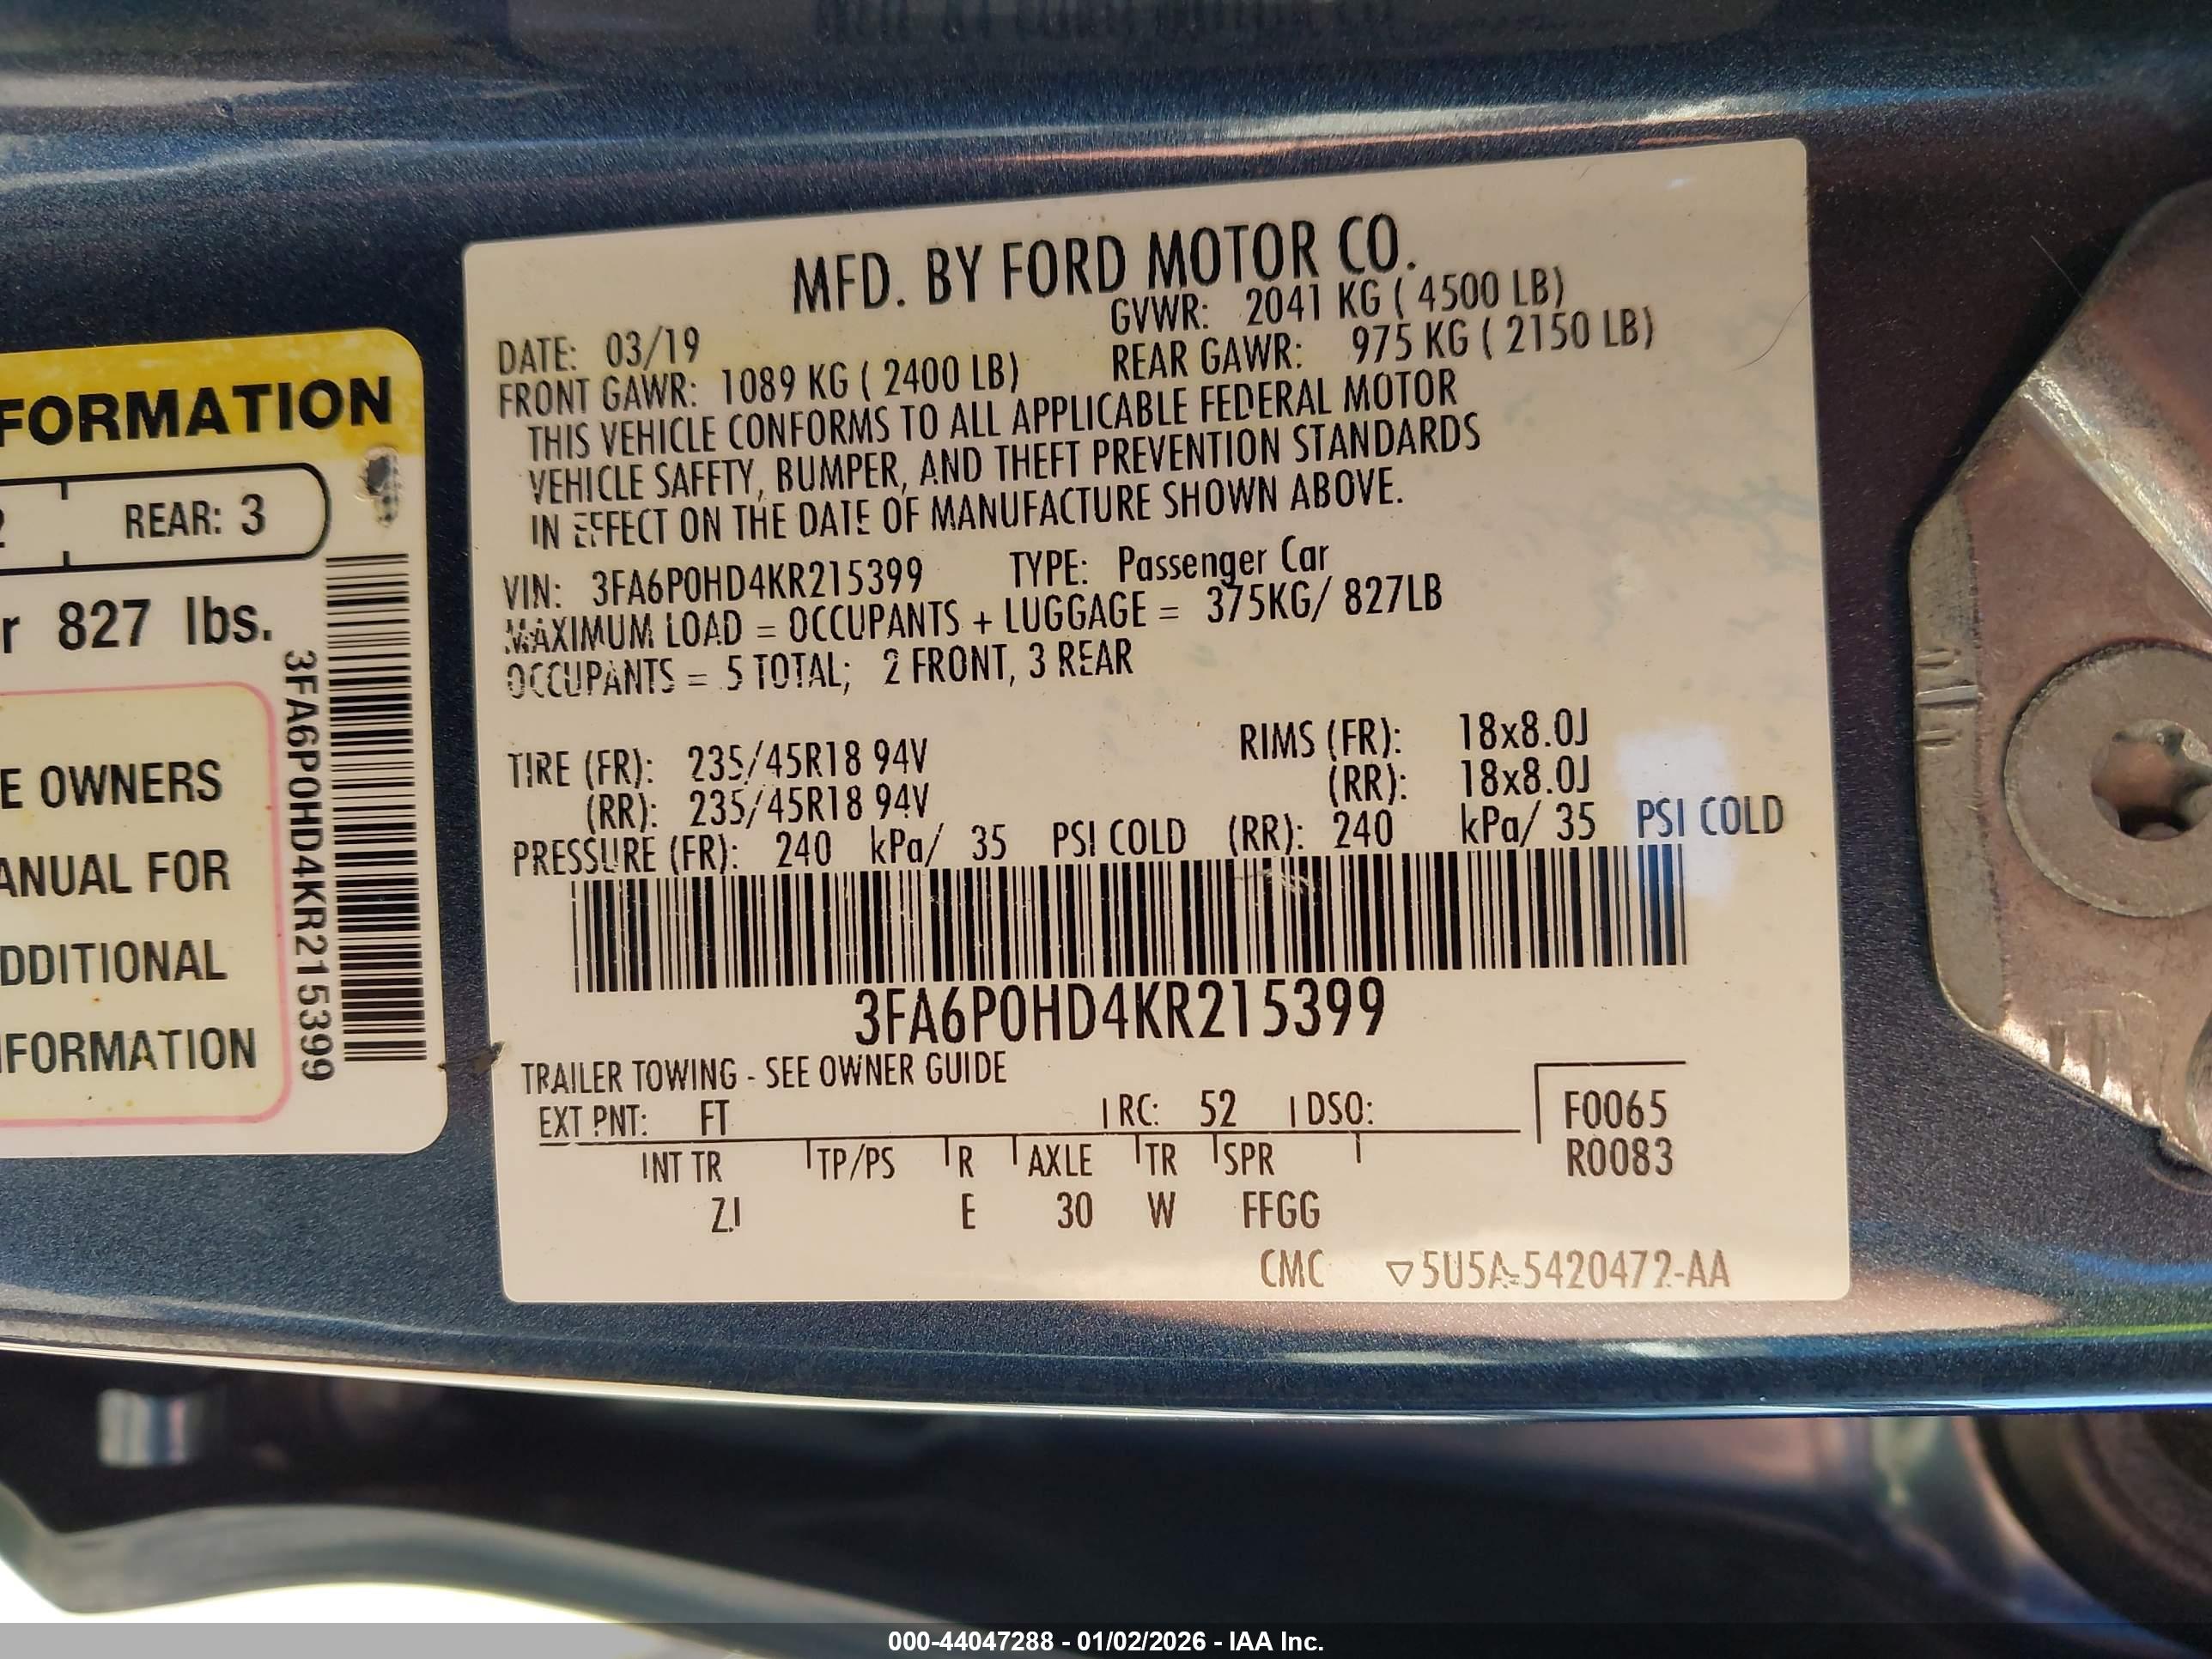 FORMATION
REAR: 3
r 827 lbs.
E OWNERS
ANUAL FOR
DDITIONAL
FORMATION
3FA6P0HD4KR215399
MFD. BY FORD MOTOR CO.
DATE: 03/19 GVWR: 2041 KG ( 4500 LB)
FRONT GAWR: 1089 KG ( 2400 LB) REAR GAWR: 975 KG ( 2150 LB)
THIS VEHICLE CONFORMS TO ALL APPLICABLE FEDERAL MOTOR
VEHICLE SAFETY, BUMPER, AND THEFT PREVENTION STANDARDS
IN EFFECT ON THE DATE OF MANUFACTURE SHOWN ABOVE.
VIN: 3FA6P0HD4KR215399 TYPE: Passenger Car
MAXIMUM LOAD = OCCUPANTS + LUGGAGE = 375KG/ 827LB
OCCUPANTS = 5 TOTAL; 2 FRONT, 3 REAR
TIRE (FR): 235/45R18 94V RIMS (FR): 18x8.0J
(RR): 235/45R18 94V (RR): 18x8.0J
PRESSURE (FR): 240 kPa/ 35 PSI COLD (RR): 240 kPa/ 35 PSI COLD
3FA6P0HD4KR215399
TRAILER TOWING - SEE OWNER GUIDE
EXT PNT: FT RC: 52 DSO: F0065
INT TR TP/PS R AXLE TR SPR R0083
ZI E 30 W FFGG
CMC ▽5U5A-5420472-AA
000-44047288 - 01/02/2026 - IAA Inc.